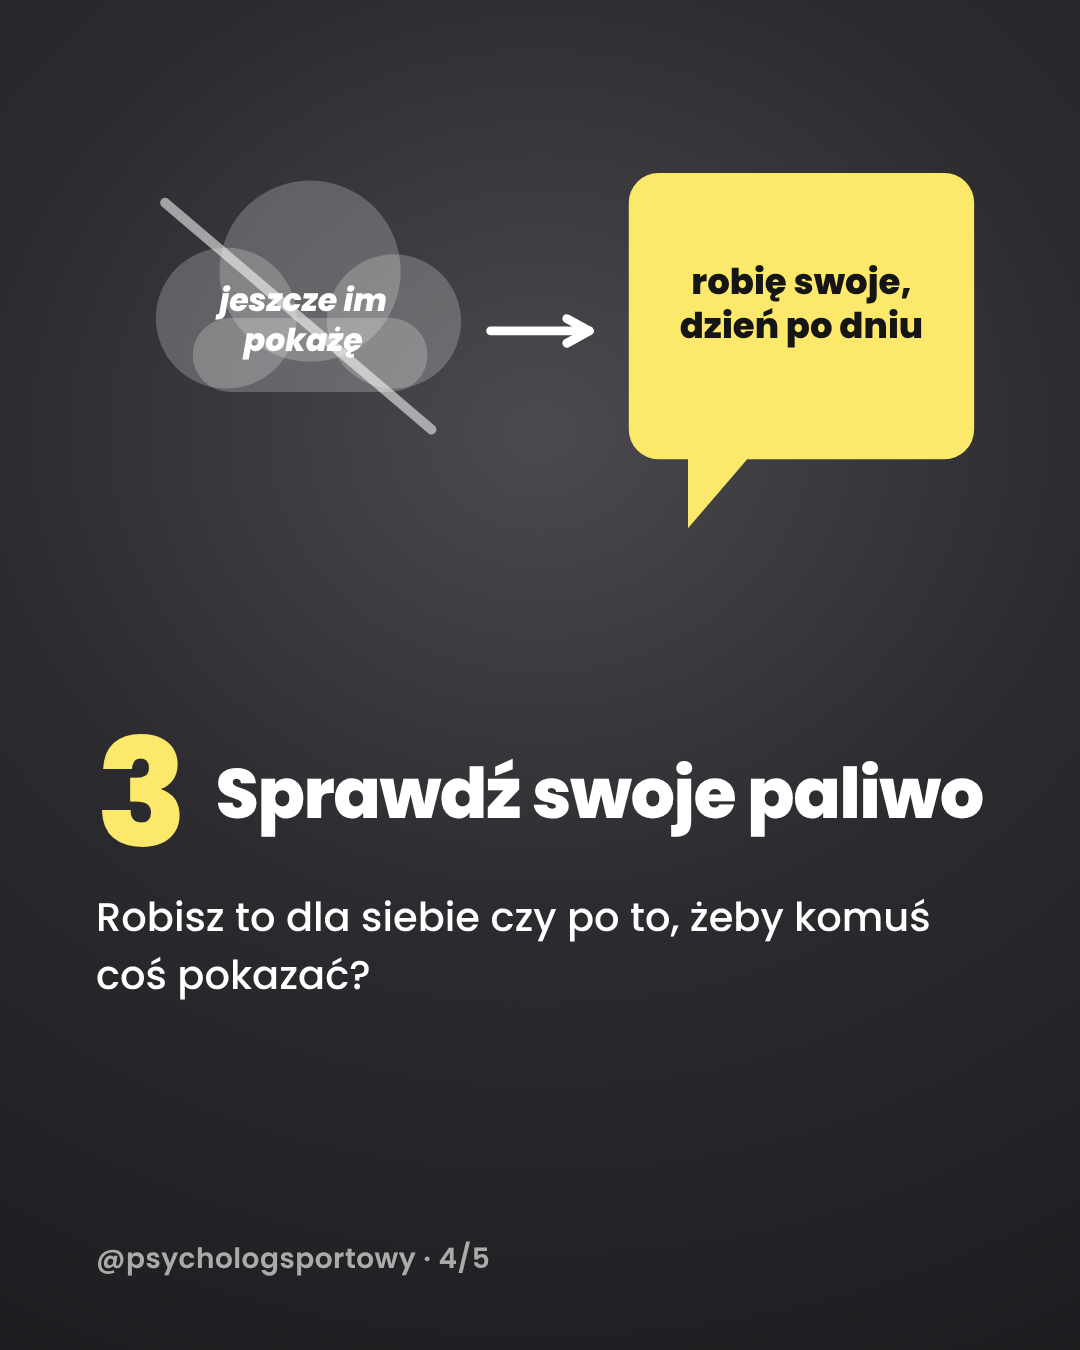 jeszcze im
pokażę
robię swoje,
dzień po dniu
3 Sprawdź swoje paliwo
Robisz to dla siebie czy po to, żeby komuś
coś pokazać?
@psychologsportowy · 4/5